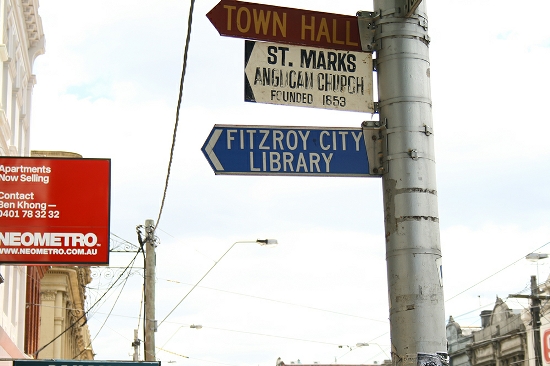 TOWN HALL
ST. MARKS
ANGLICAN CHURCH
FOUNDED 1853
FITZROY CITY
LIBRARY
Apartments
Now Selling
Contact
Ben Khong—
0401 78 32 32
NEOMETRO.
WWW.NEOMETRO.COM.AU